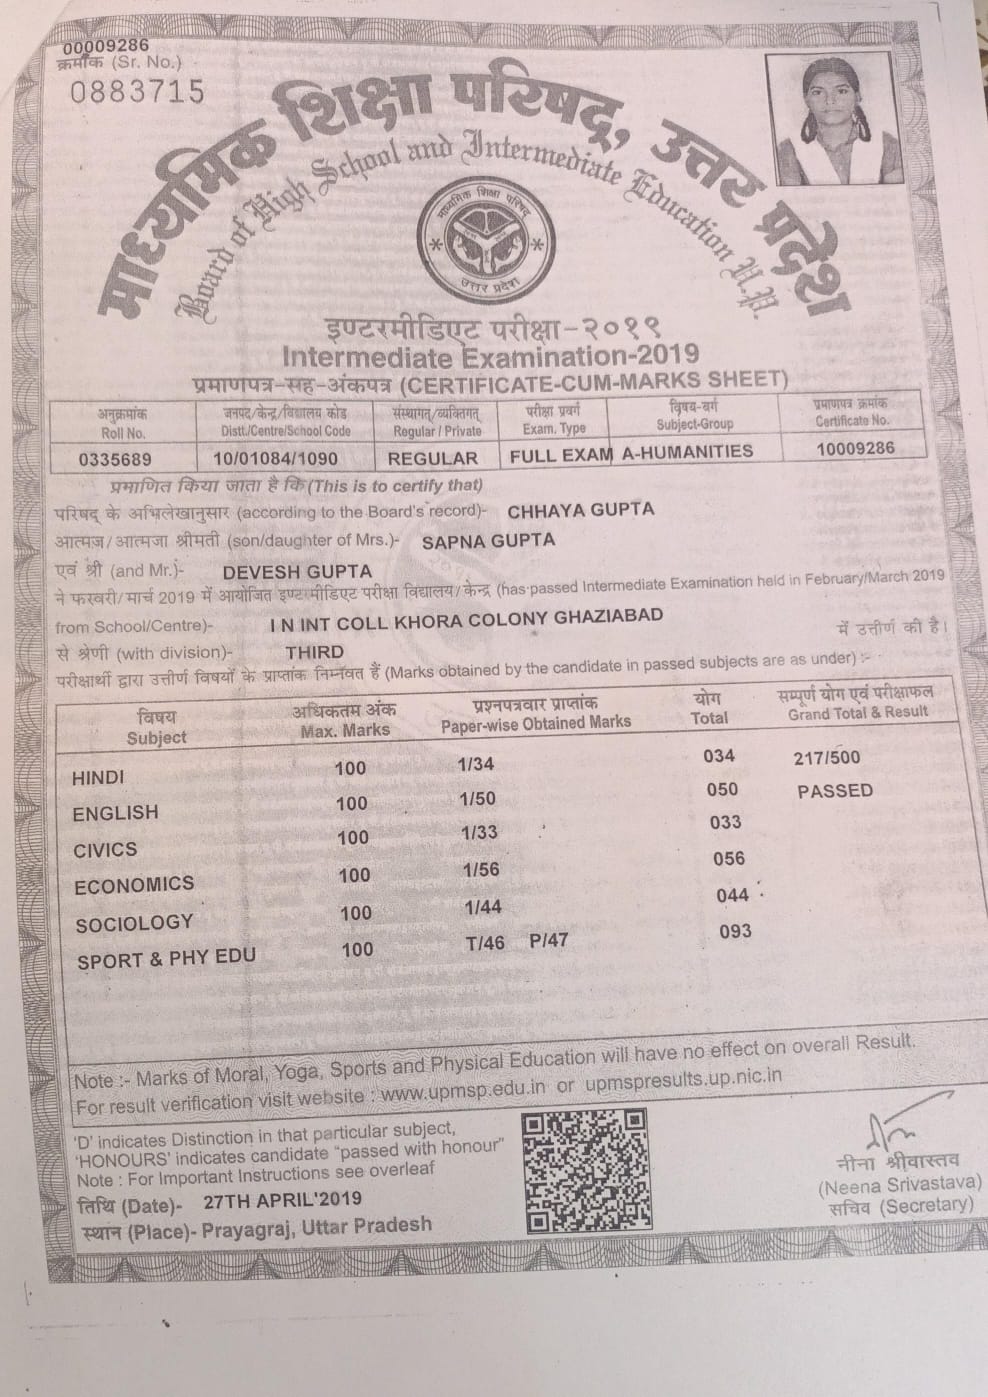 00009286
क्रमाँक (Sr. No.)
0883715
माध्यमिक शिक्षा परिषद्, उत्तर प्रदेश
Board of High School and Intermediate Education U.P.
माध्यमिक शिक्षा परिषद्
उत्तर प्रदेश
इण्टरमीडिएट परीक्षा-२०१९
Intermediate Examination-2019
प्रमाणपत्र-सह-अंकपत्र (CERTIFICATE-CUM-MARKS SHEET)
अनुक्रमांक जनपद/केन्द्र/विद्यालय कोड संस्थागत्/व्यक्तिगत् परीक्षा प्रवर्ग विषय-वर्ग प्रमाणपत्र क्रमांक
Roll No. Distt./Centre/School Code Regular / Private Exam. Type Subject-Group Certificate No.
0335689 10/01084/1090 REGULAR FULL EXAM A-HUMANITIES 10009286
प्रमाणित किया जाता है कि (This is to certify that)
परिषद् के अभिलेखानुसार (according to the Board's record)- CHHAYA GUPTA
आत्मज/आत्मजा श्रीमती (son/daughter of Mrs.)- SAPNA GUPTA
एवं श्री (and Mr.)- DEVESH GUPTA
ने फरवरी/मार्च 2019 में आयोजित इण्टरमीडिएट परीक्षा विद्यालय/केन्द्र (has passed Intermediate Examination held in February/March 2019
from School/Centre)- I N INT COLL KHORA COLONY GHAZIABAD में उत्तीर्ण की है।
से श्रेणी (with division)- THIRD
परीक्षार्थी द्वारा उत्तीर्ण विषयों के प्राप्तांक निम्नवत हैं (Marks obtained by the candidate in passed subjects are as under) :-
विषय अधिकतम अंक प्रश्नपत्रवार प्राप्तांक योग सम्पूर्ण योग एवं परीक्षाफल
Subject Max. Marks Paper-wise Obtained Marks Total Grand Total & Result
HINDI 100 1/34 034 217/500
ENGLISH 100 1/50 050 PASSED
CIVICS 100 1/33 033
ECONOMICS 100 1/56 056
SOCIOLOGY 100 1/44 044
SPORT & PHY EDU 100 T/46 P/47 093
Note :- Marks of Moral, Yoga, Sports and Physical Education will have no effect on overall Result.
For result verification visit website : www.upmsp.edu.in or upmspresults.up.nic.in
'D' indicates Distinction in that particular subject,
'HONOURS' indicates candidate "passed with honour"
Note : For Important Instructions see overleaf
तिथि (Date)- 27TH APRIL'2019
स्थान (Place)- Prayagraj, Uttar Pradesh
नीना श्रीवास्तव
(Neena Srivastava)
सचिव (Secretary)